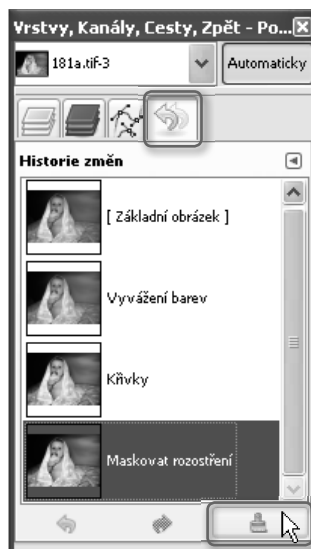 Vrstvy, Kanály, Cesty, Zpět - Po...
181a.tif-3
Automaticky
Historie změn
[ Základní obrázek ]
Vyvážení barev
Křivky
Maskovat rozostření